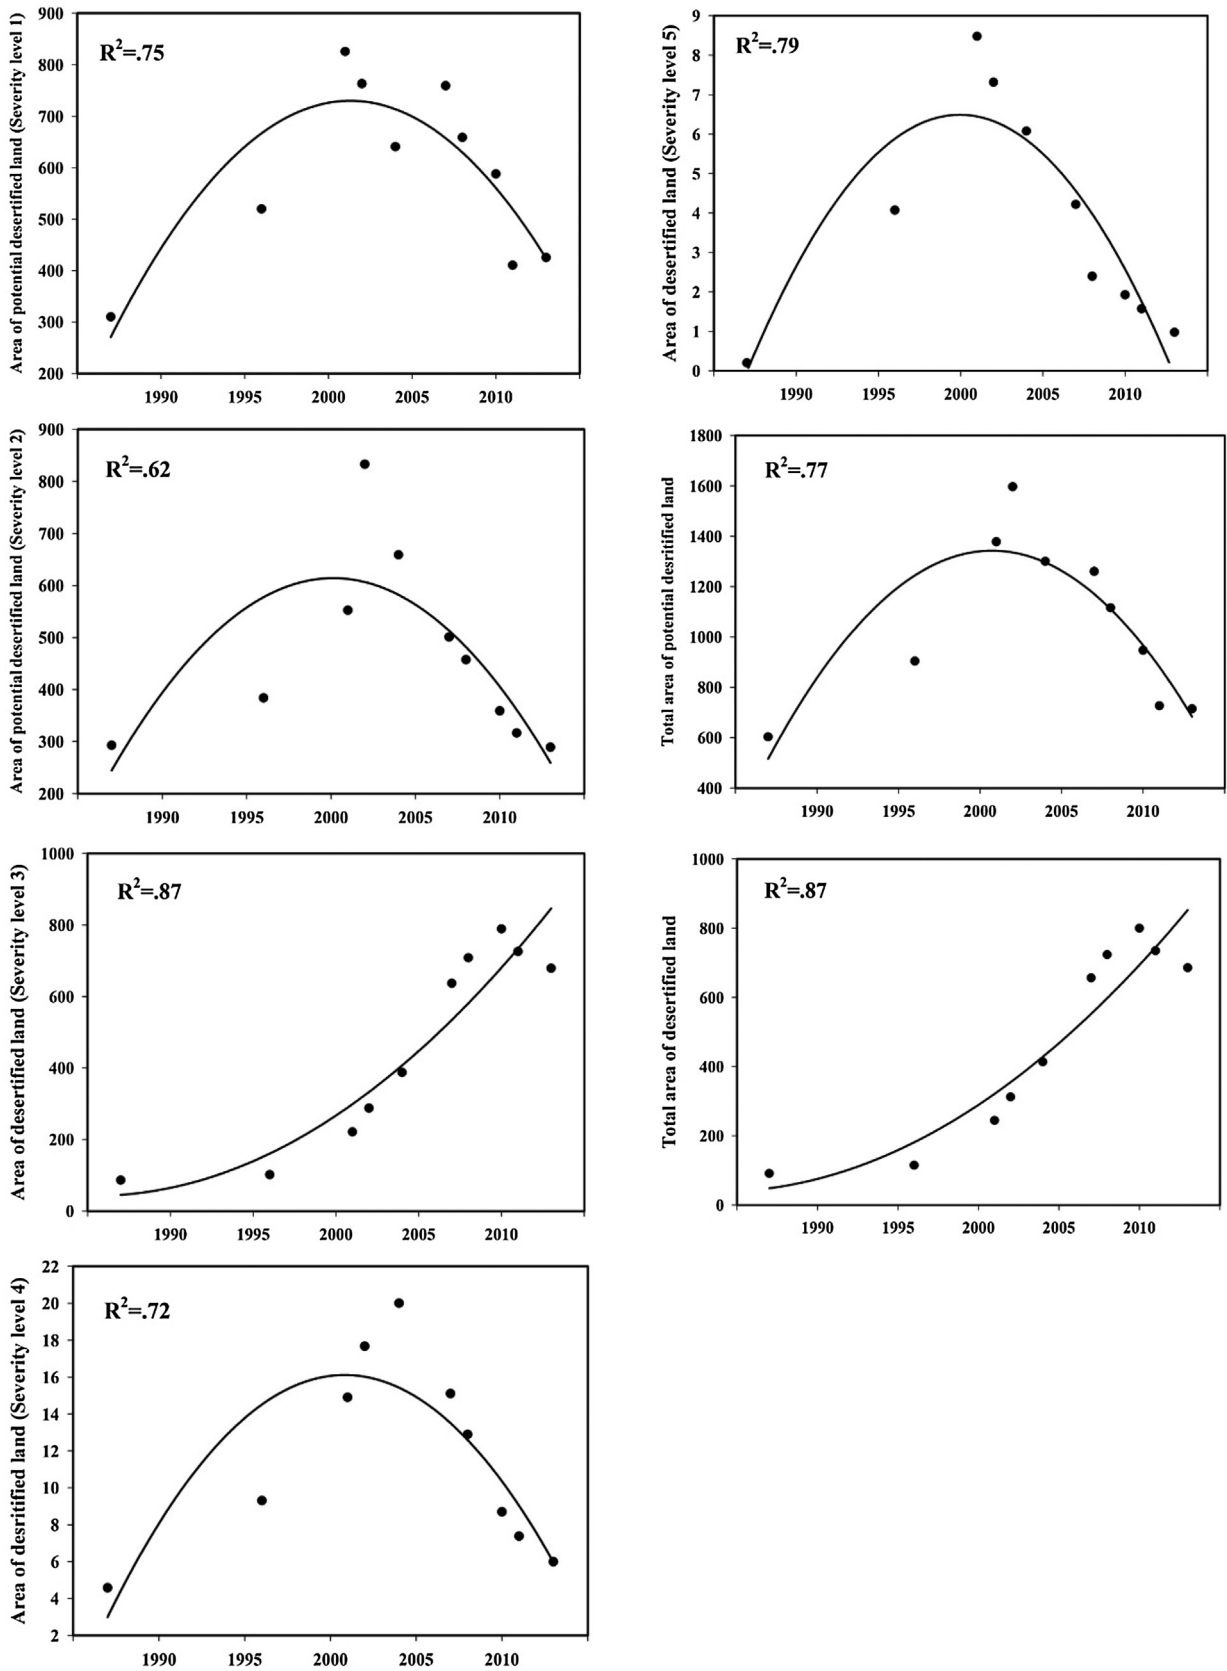 Area of potential desertified land (Severity level 1)
R²=.75
900
800
700
600
500
400
300
200
1990 1995 2000 2005 2010
Area of desertified land (Severity level 5)
R²=.79
9
8
7
6
5
4
3
2
1
0
1990 1995 2000 2005 2010
Area of potential desertified land (Severity level 2)
R²=.62
900
800
700
600
500
400
300
200
1990 1995 2000 2005 2010
Total area of potential desritified land
R²=.77
1800
1600
1400
1200
1000
800
600
400
1990 1995 2000 2005 2010
Area of desertified land (Severity level 3)
R²=.87
1000
800
600
400
200
0
1990 1995 2000 2005 2010
Total area of desertified land
R²=.87
1000
800
600
400
200
0
1990 1995 2000 2005 2010
Area of desritified land (Severity level 4)
R²=.72
22
20
18
16
14
12
10
8
6
4
2
1990 1995 2000 2005 2010